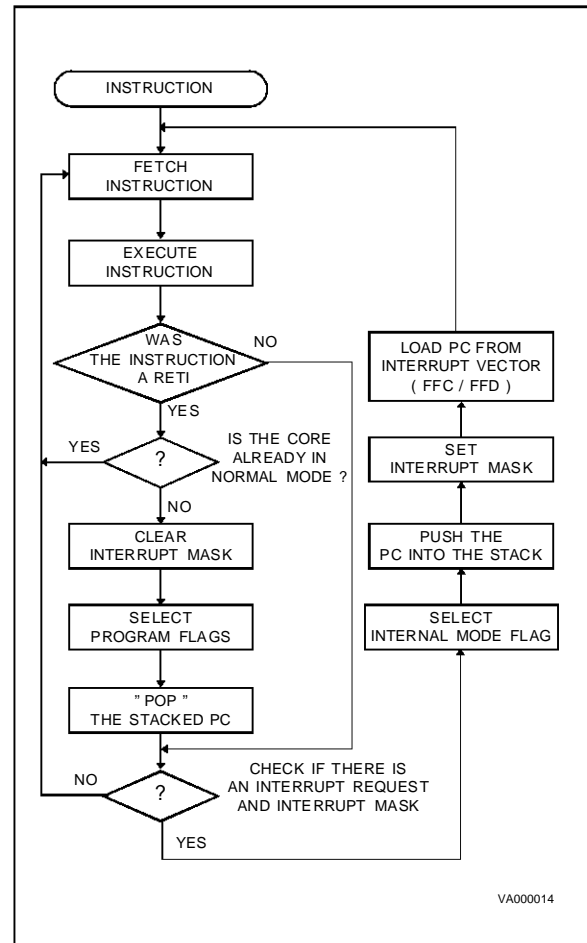 INSTRUCTION
FETCH
INSTRUCTION
EXECUTE
INSTRUCTION
WAS
THE INSTRUCTION
A RETI
NO
YES
YES
?
IS THE CORE
ALREADY IN
NORMAL MODE ?
NO
CLEAR
INTERRUPT MASK
SELECT
PROGRAM FLAGS
" POP "
THE STACKED PC
NO
?
CHECK IF THERE IS
AN INTERRUPT REQUEST
AND INTERRUPT MASK
YES
LOAD PC FROM
INTERRUPT VECTOR
( FFC / FFD )
SET
INTERRUPT MASK
PUSH THE
PC INTO THE STACK
SELECT
INTERNAL MODE FLAG
VA000014